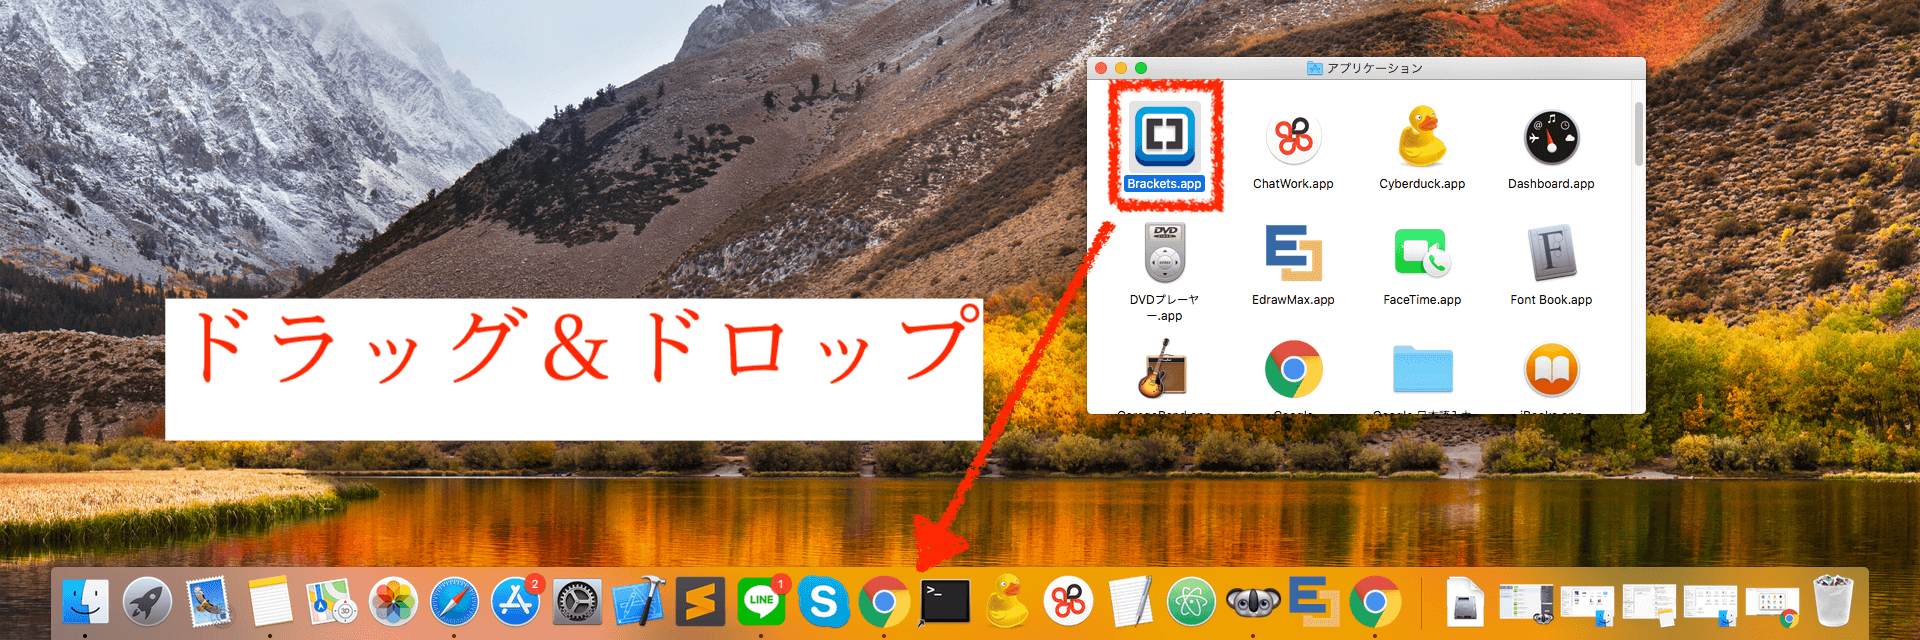 アプリケーション
Brackets.app
ChatWork.app
Cyberduck.app
Dashboard.app
DVD
DVDプレーヤ
ー.app
EdrawMax.app
FaceTime.app
Font Book.app
ドラッグ＆ドロップ
3D
2
LINE
1
>_